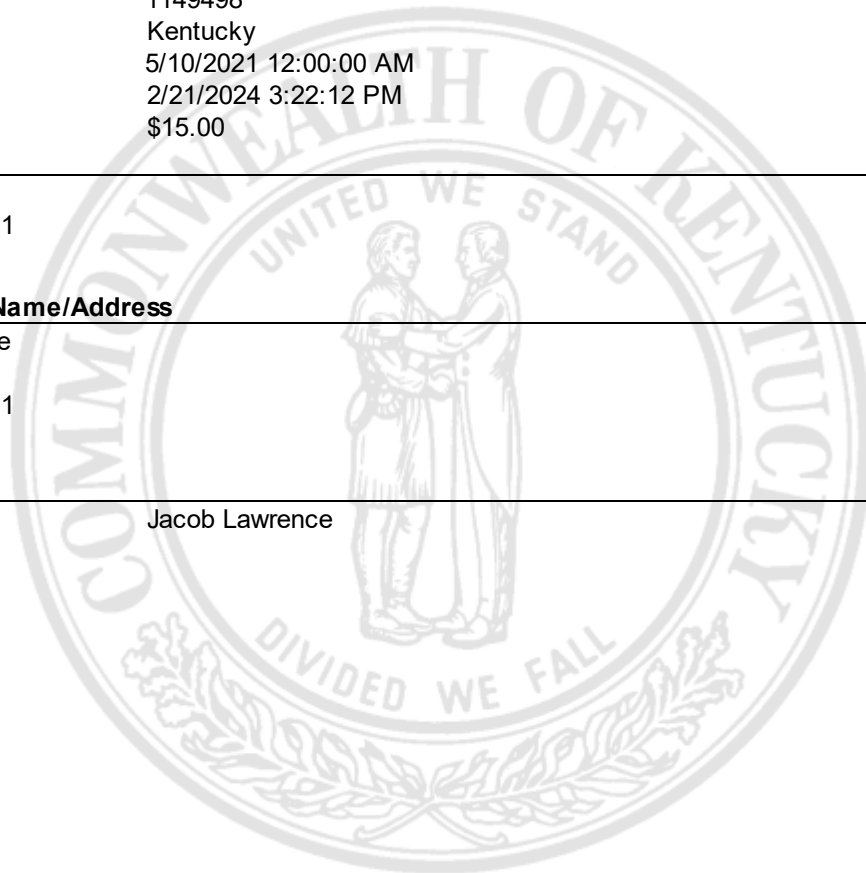 1149498
Kentucky
5/10/2021 12:00:00 AM
2/21/2024 3:22:12 PM
$15.00
1
Name/Address
e
1
Jacob Lawrence
COMMONWEALTH OF KENTUCKY
UNITED WE STAND
DIVIDED WE FALL